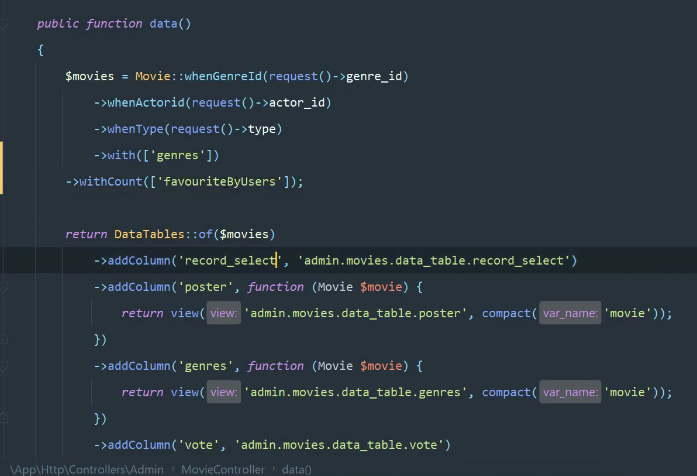 public function data()
{
$movies = Movie::whenGenreId(request()->genre_id)
->whenActorid(request()->actor_id)
->whenType(request()->type)
->with(['genres'])
->withCount(['favouriteByUsers']);
return DataTables::of($movies)
->addColumn('record_select', 'admin.movies.data_table.record_select')
->addColumn('poster', function (Movie $movie) {
return view( view: 'admin.movies.data_table.poster', compact( var_name: 'movie'));
})
->addColumn('genres', function (Movie $movie) {
return view( view: 'admin.movies.data_table.genres', compact( var_name: 'movie'));
})
->addColumn('vote', 'admin.movies.data_table.vote')
\App\Http\Controllers\Admin › MovieController › data()